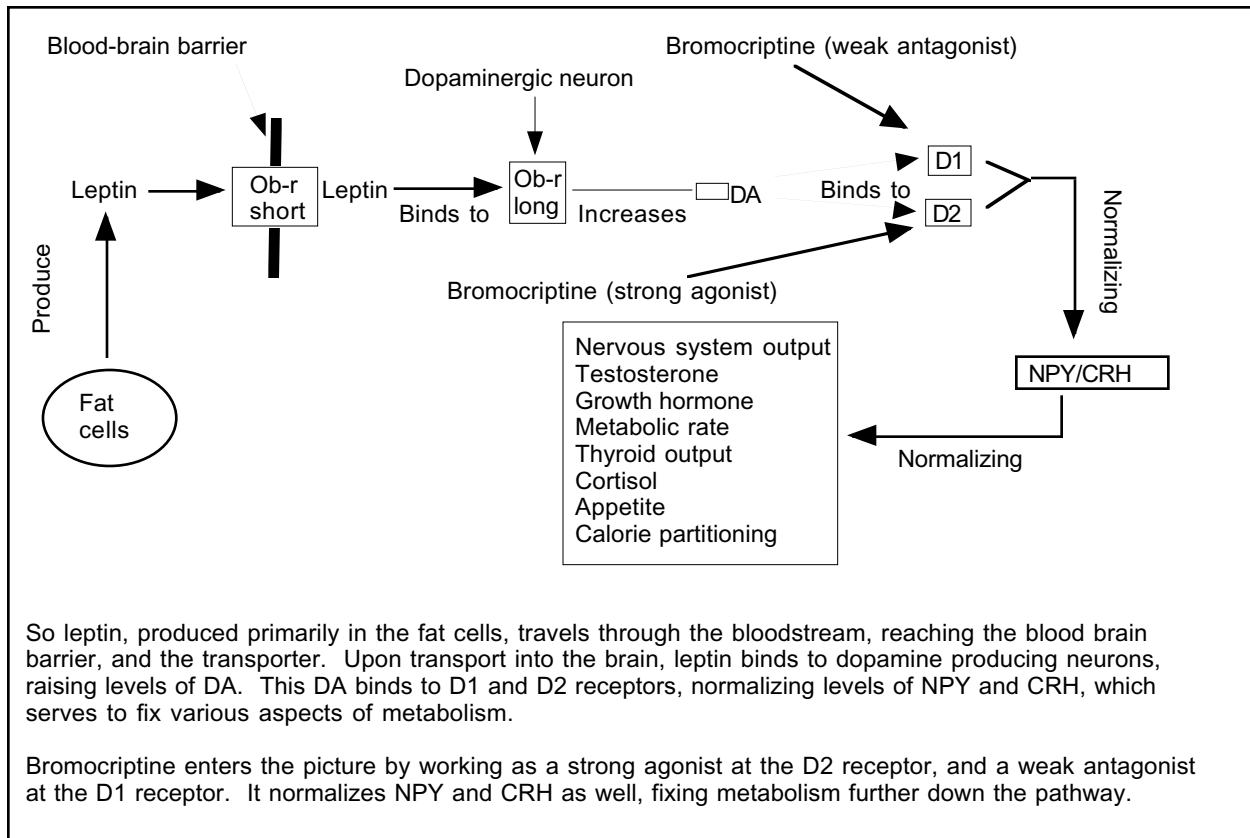 Blood-brain barrier
Bromocriptine (weak antagonist)
Dopaminergic neuron
Leptin
Ob-r
short
Leptin
Binds to
Ob-r
long
Increases
DA
Binds to
D1
D2
Normalizing
Produce
Bromocriptine (strong agonist)
Fat
cells
Nervous system output
Testosterone
Growth hormone
Metabolic rate
Thyroid output
Cortisol
Appetite
Calorie partitioning
NPY/CRH
Normalizing
So leptin, produced primarily in the fat cells, travels through the bloodstream, reaching the blood brain
barrier, and the transporter. Upon transport into the brain, leptin binds to dopamine producing neurons,
raising levels of DA. This DA binds to D1 and D2 receptors, normalizing levels of NPY and CRH, which
serves to fix various aspects of metabolism.
Bromocriptine enters the picture by working as a strong agonist at the D2 receptor, and a weak antagonist
at the D1 receptor. It normalizes NPY and CRH as well, fixing metabolism further down the pathway.